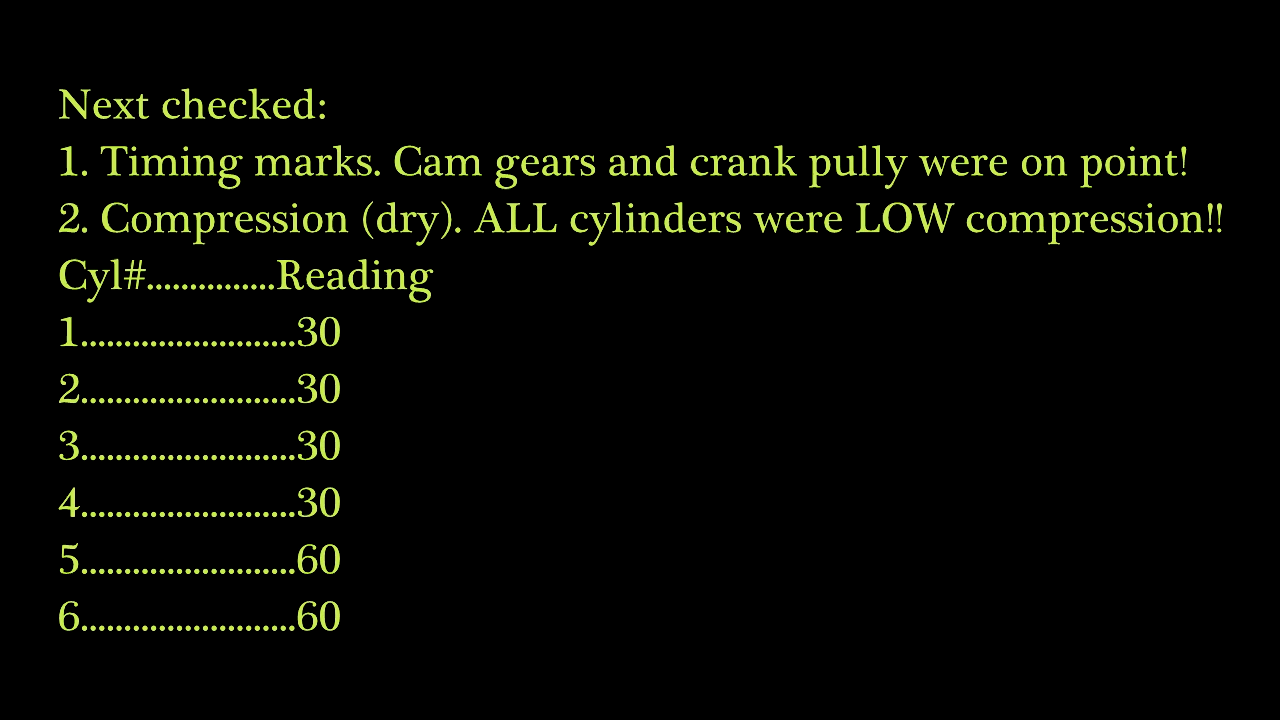 Next checked:
1. Timing marks. Cam gears and crank pully were on point!
2. Compression (dry). ALL cylinders were LOW compression!!
Cyl#...............Reading
1.........................30
2.........................30
3.........................30
4.........................30
5.........................60
6.........................60